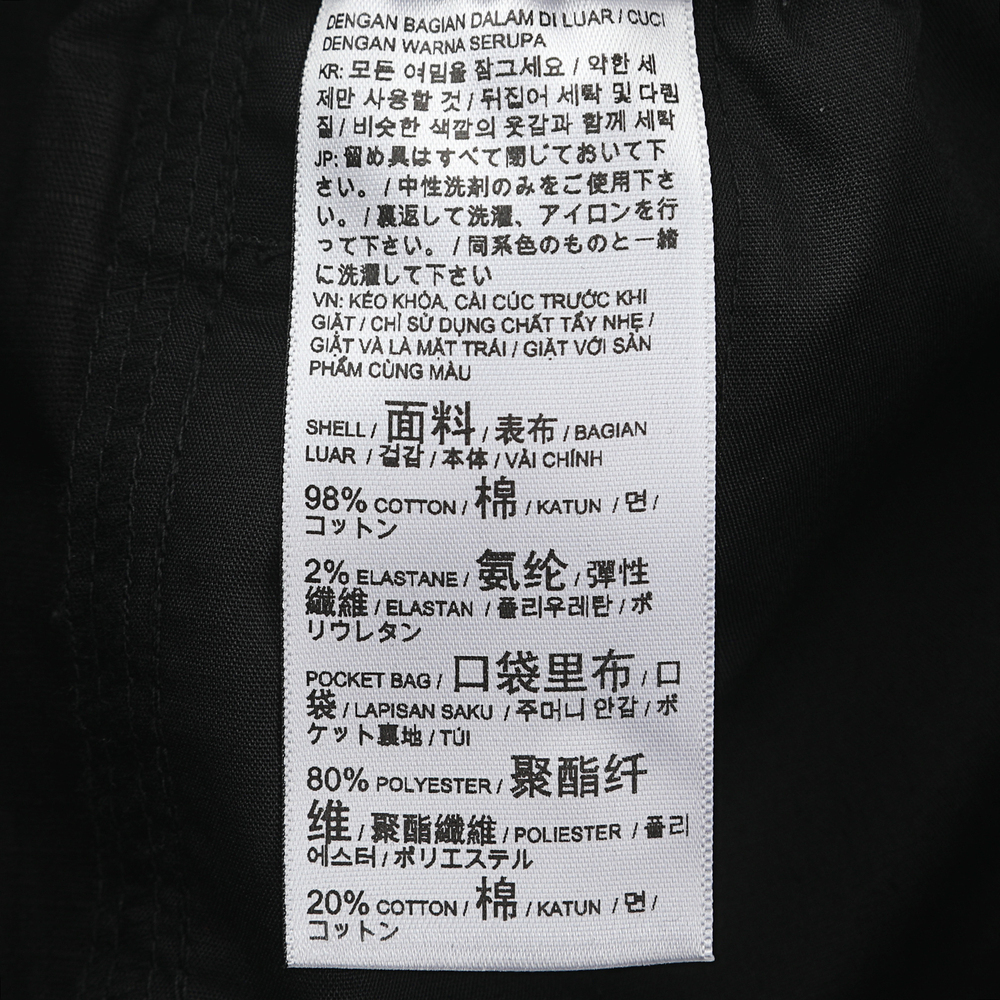 DENGAN BAGIAN DALAM DI LUAR / CUCI
DENGAN WARNA SERUPA
KR: 모든 여밈을 잠그세요 / 약한 세
제만 사용할 것 / 뒤집어 세탁 및 다림
질 / 비슷한 색깔의 옷감과 함께 세탁
JP: 留め具はすべて閉じておいて下
さい。 / 中性洗剤のみをご使用下さ
い。 / 裏返して洗濯、アイロンを行
って下さい。 / 同系色のものと一緒
に洗濯して下さい
VN: KÉO KHÓA, CÀI CÚC TRƯỚC KHI
GIẶT / CHỈ SỬ DỤNG CHẤT TẨY NHẸ /
GIẶT VÀ LÀ MẶT TRÁI / GIẶT VỚI SẢN
PHẨM CÙNG MÀU
SHELL / 面料 / 表布 / BAGIAN
LUAR / 겉감 / 本体 / VẢI CHÍNH
98% COTTON / 棉 / KATUN / 면 /
コットン
2% ELASTANE / 氨纶 / 彈性
纖維 / ELASTAN / 폴리우레탄 / ポ
リウレタン
POCKET BAG / 口袋里布 / 口
袋 / LAPISAN SAKU / 주머니 안감 / ポ
ケット裏地 / TÚI
80% POLYESTER / 聚酯纤
维 / 聚酯纖維 / POLIESTER / 폴리
에스터 / ポリエステル
20% COTTON / 棉 / KATUN / 면 /
コットン